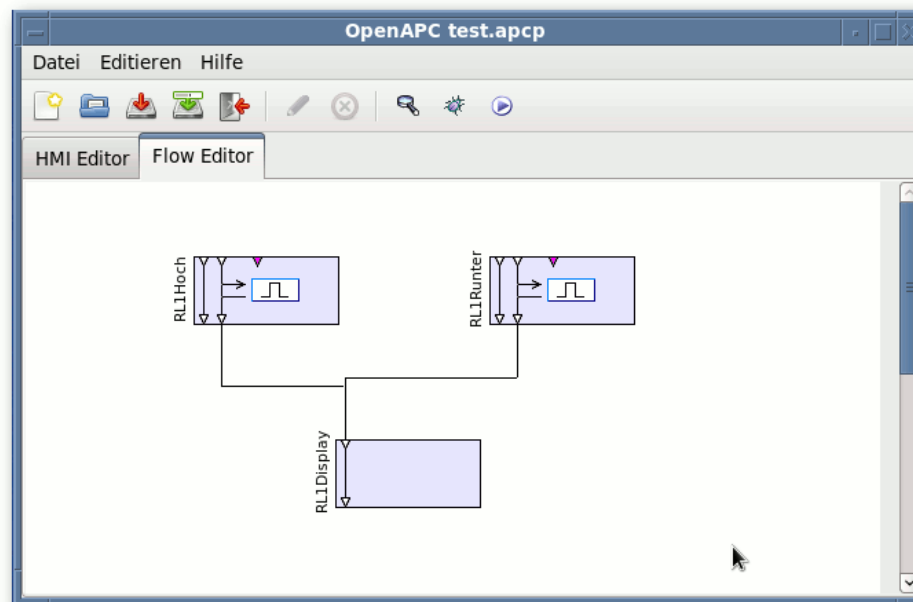 OpenAPC test.apcp
Datei Editieren Hilfe
HMI Editor Flow Editor
RL1Hoch
RL1Runter
RL1Display